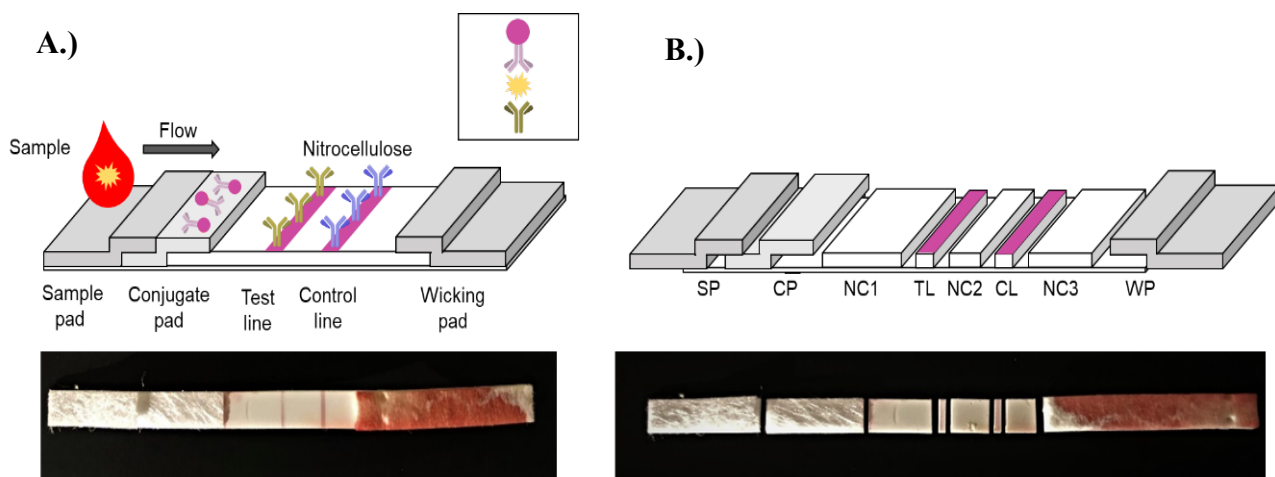 A.)
B.)
Flow
Sample
Nitrocellulose
Sample
pad
Conjugate
pad
Test
line
Control
line
Wicking
pad
SP
CP
NC1
TL
NC2
CL
NC3
WP